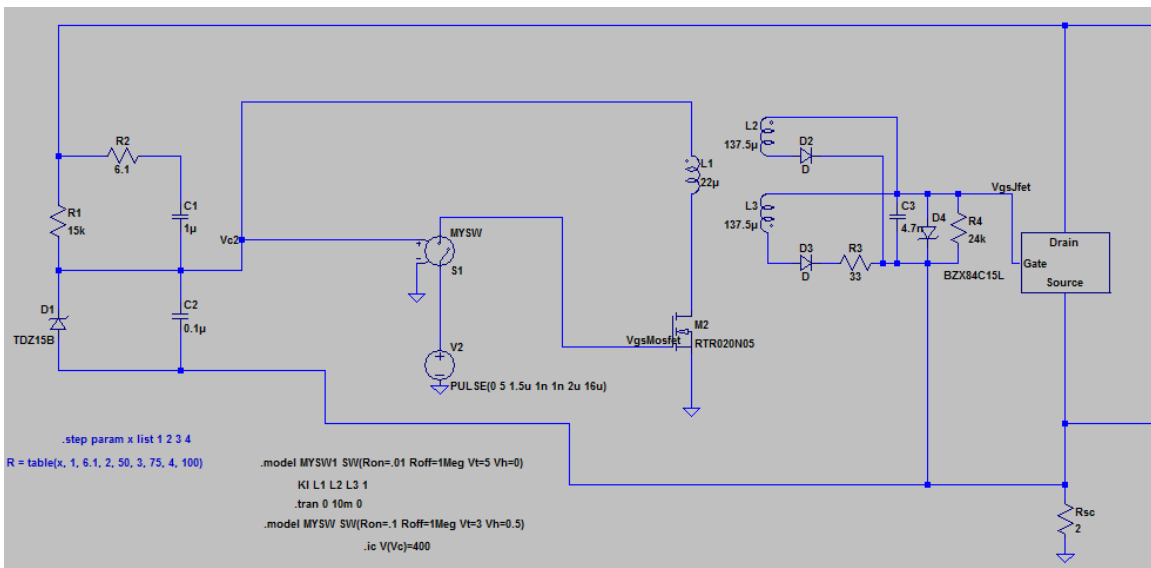 R2
6.1
R1
15k
C1
1µ
Vc2
D1
TDZ15B
C2
0.1µ
MYSW
S1
V2
PULSE(0 5 1.5u 1n 1n 2u 16u)
L1
22µ
VgsMosfet
M2
RTR020N05
L2
137.5µ
D2
D
L3
137.5µ
D3
D
R3
33
C3
4.7n
D4
BZX84C15L
R4
24k
VgsJfet
Drain
Gate
Source
Rsc
2
.step param x list 1 2 3 4
R = table(x, 1, 6.1, 2, 50, 3, 75, 4, 100)
.model MYSW1 SW(Ron=.01 Roff=1Meg Vt=5 Vh=0)
KI L1 L2 L3 1
.tran 0 10m 0
.model MYSW SW(Ron=.1 Roff=1Meg Vt=3 Vh=0.5)
.ic V(Vc)=400